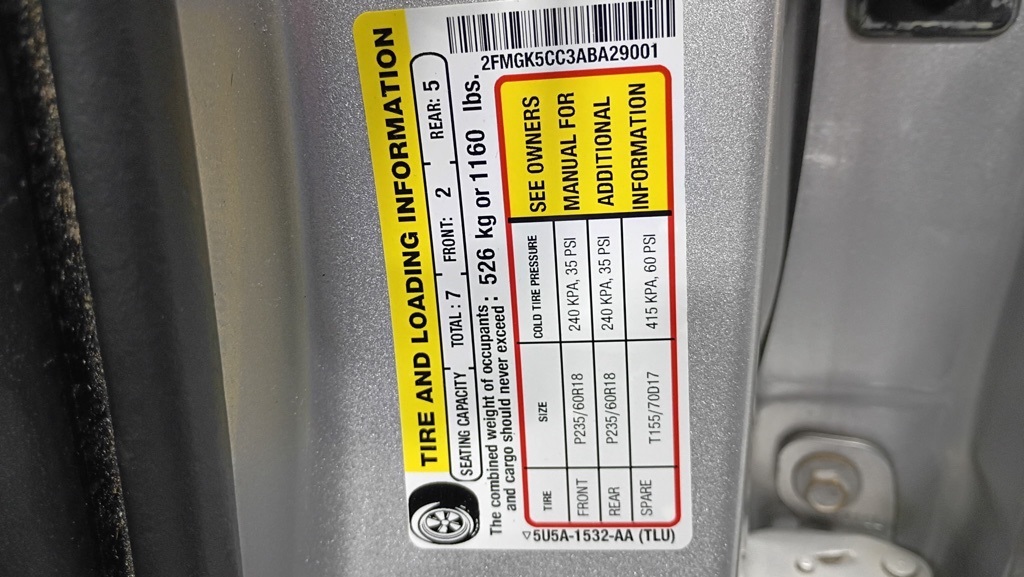 TIRE AND LOADING INFORMATION
SEATING CAPACITY TOTAL : 7 FRONT: 2 REAR: 5
The combined weight of occupants : 526 kg or 1160 lbs.
and cargo should never exceed :
2FMGK5CC3ABA29001
TIRE SIZE COLD TIRE PRESSURE
FRONT P235/60R18 240 KPA, 35 PSI
REAR P235/60R18 240 KPA, 35 PSI
SPARE T155/70D17 415 KPA, 60 PSI
SEE OWNERS
MANUAL FOR
ADDITIONAL
INFORMATION
▽5U5A-1532-AA (TLU)